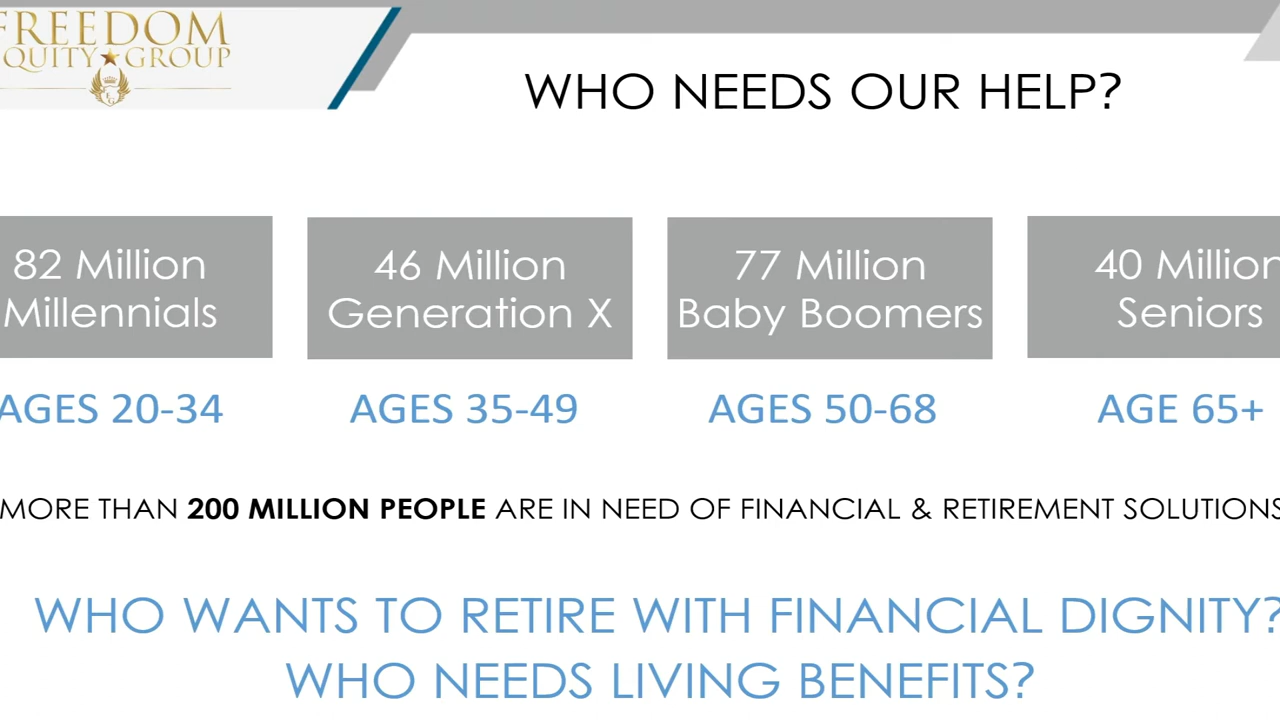 FREEDOM
QUITY GROUP
WHO NEEDS OUR HELP?
82 Million
Millennials
46 Million
Generation X
77 Million
Baby Boomers
40 Million
Seniors
AGES 20-34
AGES 35-49
AGES 50-68
AGE 65+
MORE THAN 200 MILLION PEOPLE ARE IN NEED OF FINANCIAL & RETIREMENT SOLUTIONS
WHO WANTS TO RETIRE WITH FINANCIAL DIGNITY?
WHO NEEDS LIVING BENEFITS?